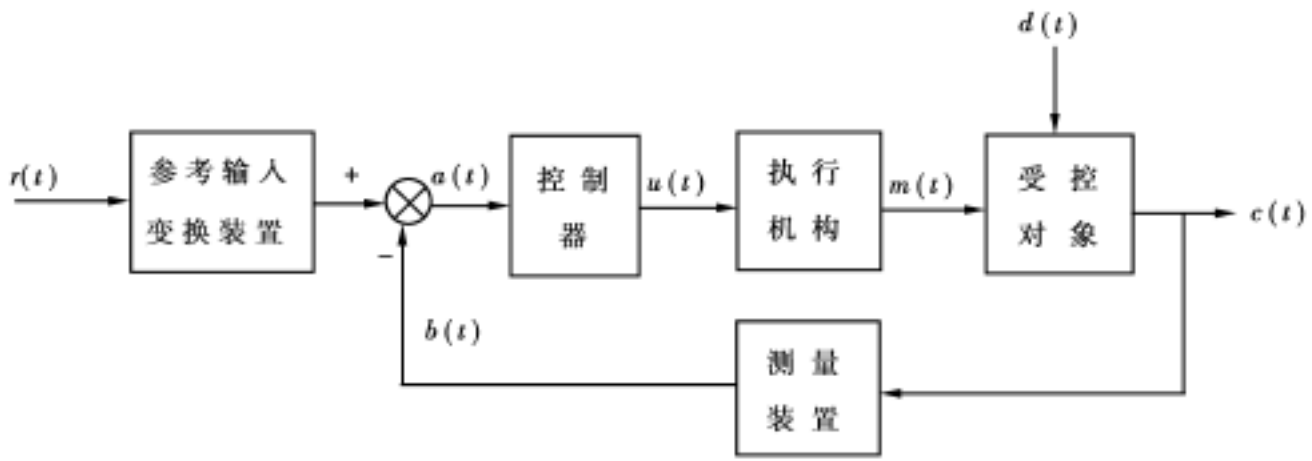 d(t)
r(t)
参考输入
变换装置
+
a(t)
控制
器
u(t)
执行
机构
m(t)
受控
对象
c(t)
−
b(t)
测量
装置